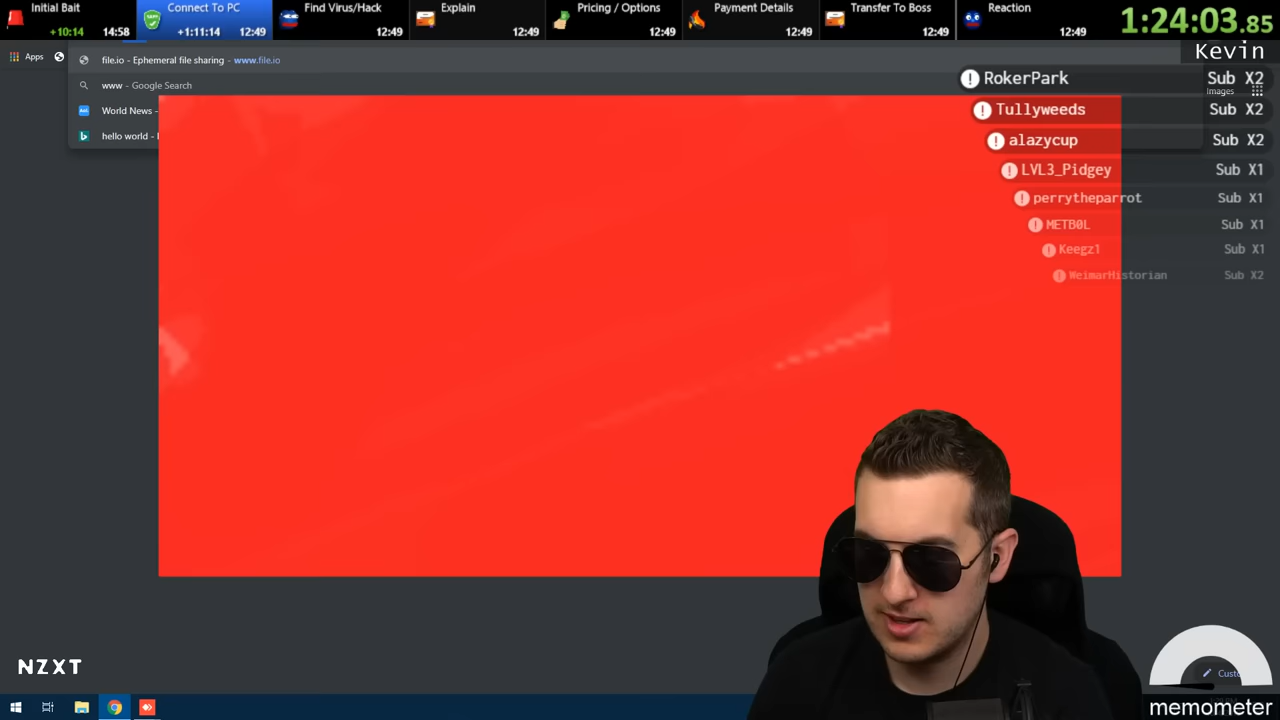 Initial Bait
+10:14 14:58
Connect To PC
+1:11:14 12:49
Find Virus/Hack
12:49
Explain
12:49
Pricing / Options
12:49
Payment Details
12:49
Transfer To Boss
12:49
Reaction
12:49
1:24:03.85
Kevin
Apps
file.io - Ephemeral file sharing - www.file.io
www - Google Search
World News -
hello world -
Images
RokerPark Sub X2
Tullyweeds Sub X2
alazycup Sub X2
LVL3_Pidgey Sub X1
perrytheparrot Sub X1
METB0L Sub X1
Keegz1 Sub X1
WeimarHistorian Sub X2
NZXT
Custo
memometer